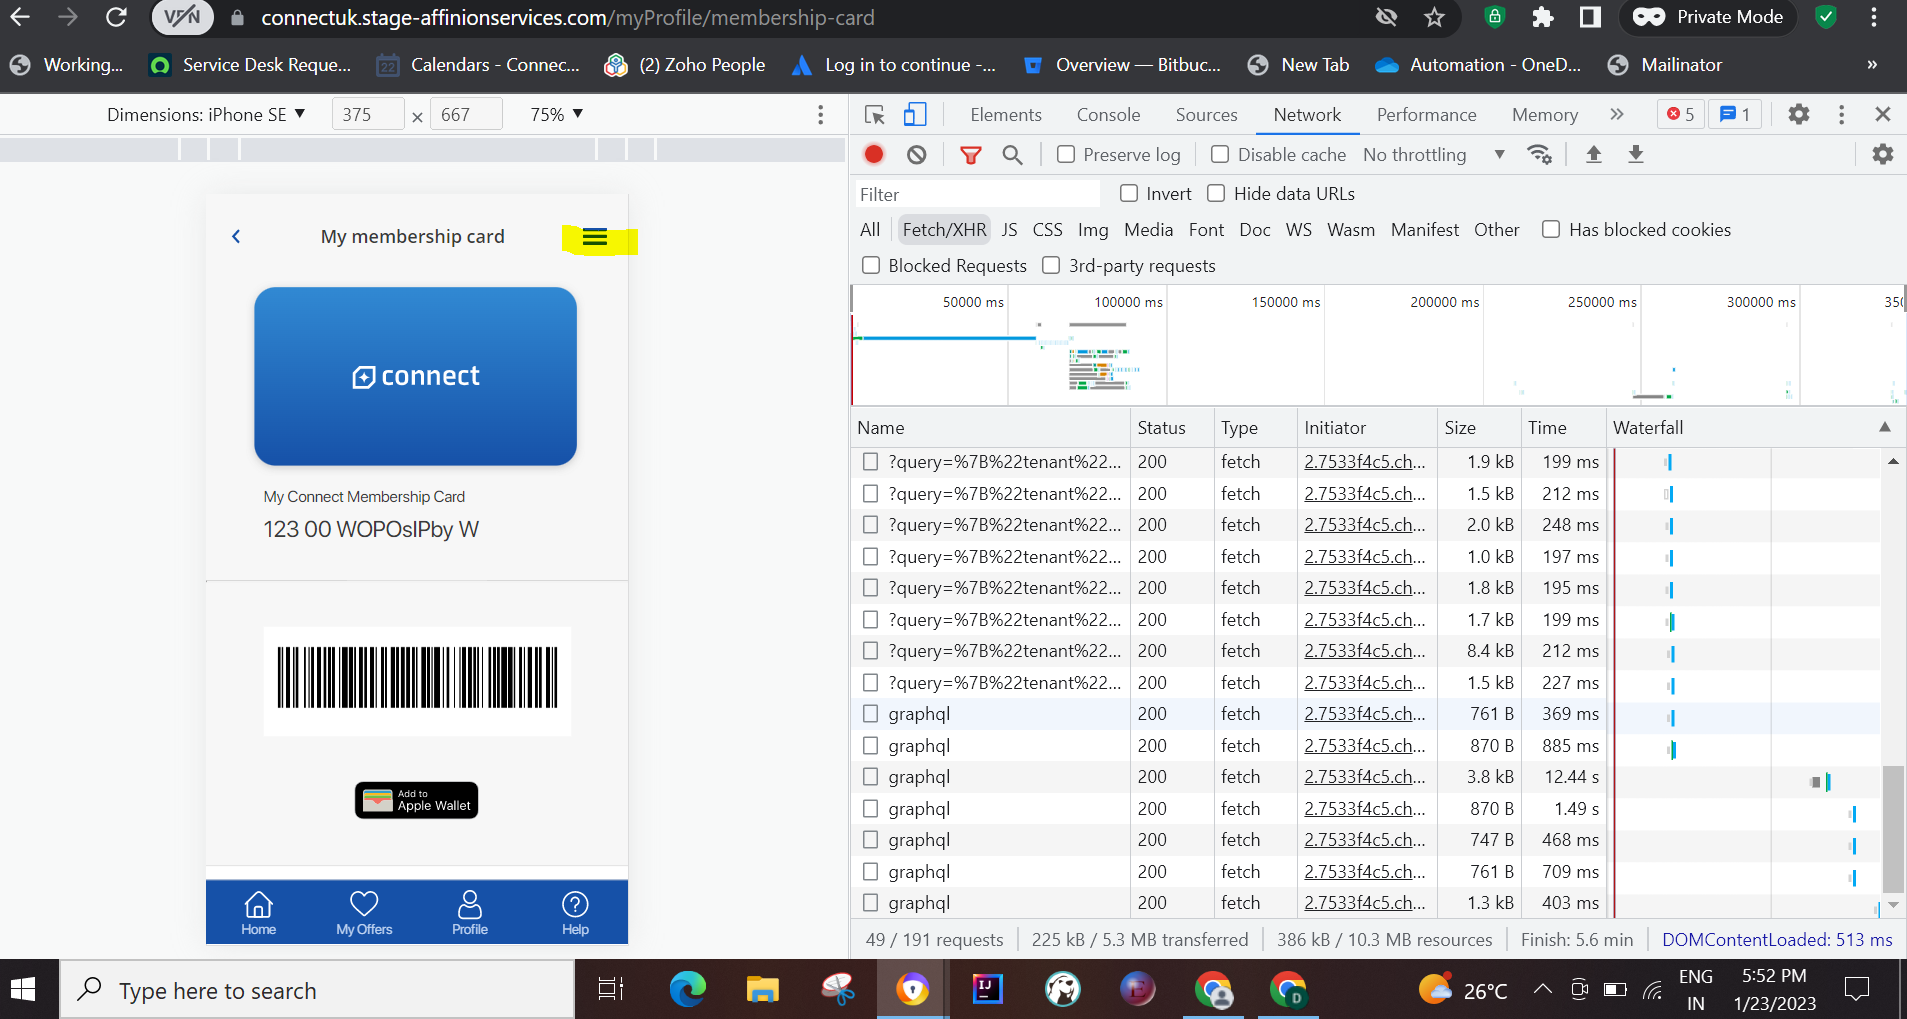 VPN
connectuk.stage-affinionservices.com/myProfile/membership-card
Private Mode
Working...
Service Desk Reque...
22
Calendars - Connec...
(2) Zoho People
Log in to continue -...
Overview — Bitbuc...
New Tab
Automation - OneD...
Mailinator
»
Dimensions: iPhone SE ▼
375 × 667
75% ▼
Elements
Console
Sources
Network
Performance
Memory
»
5
1
Preserve log
Disable cache
No throttling ▼
Filter
Invert
Hide data URLs
All
Fetch/XHR
JS
CSS
Img
Media
Font
Doc
WS
Wasm
Manifest
Other
Has blocked cookies
Blocked Requests
3rd-party requests
50000 ms
100000 ms
150000 ms
200000 ms
250000 ms
300000 ms
Name Status Type Initiator Size Time Waterfall
?query=%7B%22tenant%22... 200 fetch 2.7533f4c5.ch... 1.9 kB 199 ms
?query=%7B%22tenant%22... 200 fetch 2.7533f4c5.ch... 1.5 kB 212 ms
?query=%7B%22tenant%22... 200 fetch 2.7533f4c5.ch... 2.0 kB 248 ms
?query=%7B%22tenant%22... 200 fetch 2.7533f4c5.ch... 1.0 kB 197 ms
?query=%7B%22tenant%22... 200 fetch 2.7533f4c5.ch... 1.8 kB 195 ms
?query=%7B%22tenant%22... 200 fetch 2.7533f4c5.ch... 1.7 kB 199 ms
?query=%7B%22tenant%22... 200 fetch 2.7533f4c5.ch... 8.4 kB 212 ms
?query=%7B%22tenant%22... 200 fetch 2.7533f4c5.ch... 1.5 kB 227 ms
graphql 200 fetch 2.7533f4c5.ch... 761 B 369 ms
graphql 200 fetch 2.7533f4c5.ch... 870 B 885 ms
graphql 200 fetch 2.7533f4c5.ch... 3.8 kB 12.44 s
graphql 200 fetch 2.7533f4c5.ch... 870 B 1.49 s
graphql 200 fetch 2.7533f4c5.ch... 747 B 468 ms
graphql 200 fetch 2.7533f4c5.ch... 761 B 709 ms
graphql 200 fetch 2.7533f4c5.ch... 1.3 kB 403 ms
49 / 191 requests
225 kB / 5.3 MB transferred
386 kB / 10.3 MB resources
Finish: 5.6 min
DOMContentLoaded: 513 ms
My membership card
connect
My Connect Membership Card
123 00 WOPOsIPby W
Add to
Apple Wallet
Home
My Offers
Profile
Help
Type here to search
IJ
E
D
26°C
ENG
IN
5:52 PM
1/23/2023